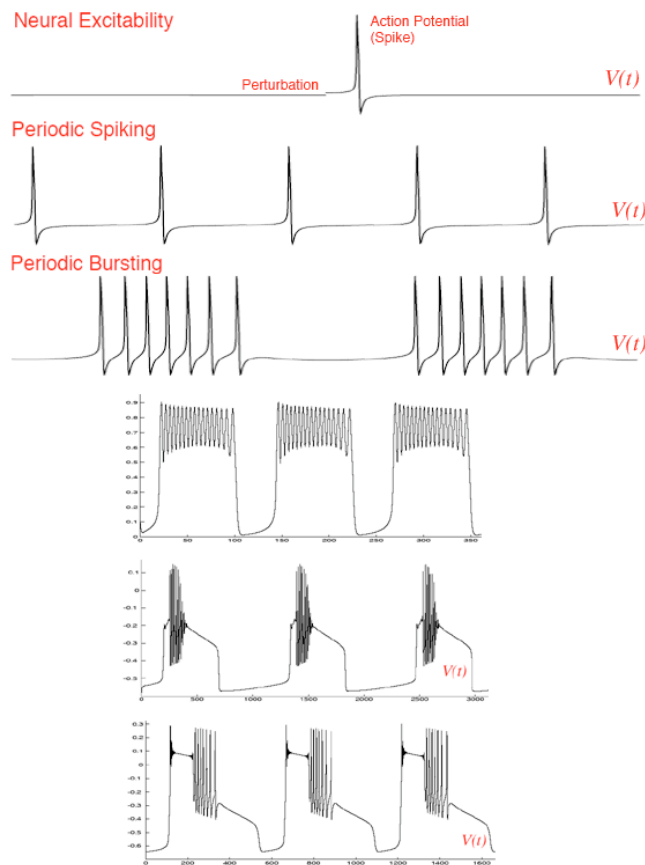 Neural Excitability
Action Potential
(Spike)
Perturbation
V(t)
Periodic Spiking
V(t)
Periodic Bursting
V(t)
0.9
0.8
0.7
0.6
0.5
0.4
0.3
0.2
0.1
0
0 50 100 150 200 250 300 350
0.1
0
-0.1
-0.2
-0.3
-0.4
-0.5
V(t)
0 500 1000 1500 2000 2500 3000
0.3
0.2
0.1
0
-0.1
-0.2
-0.3
-0.4
-0.5
-0.6
V(t)
0 200 400 600 800 1000 1200 1400 1600